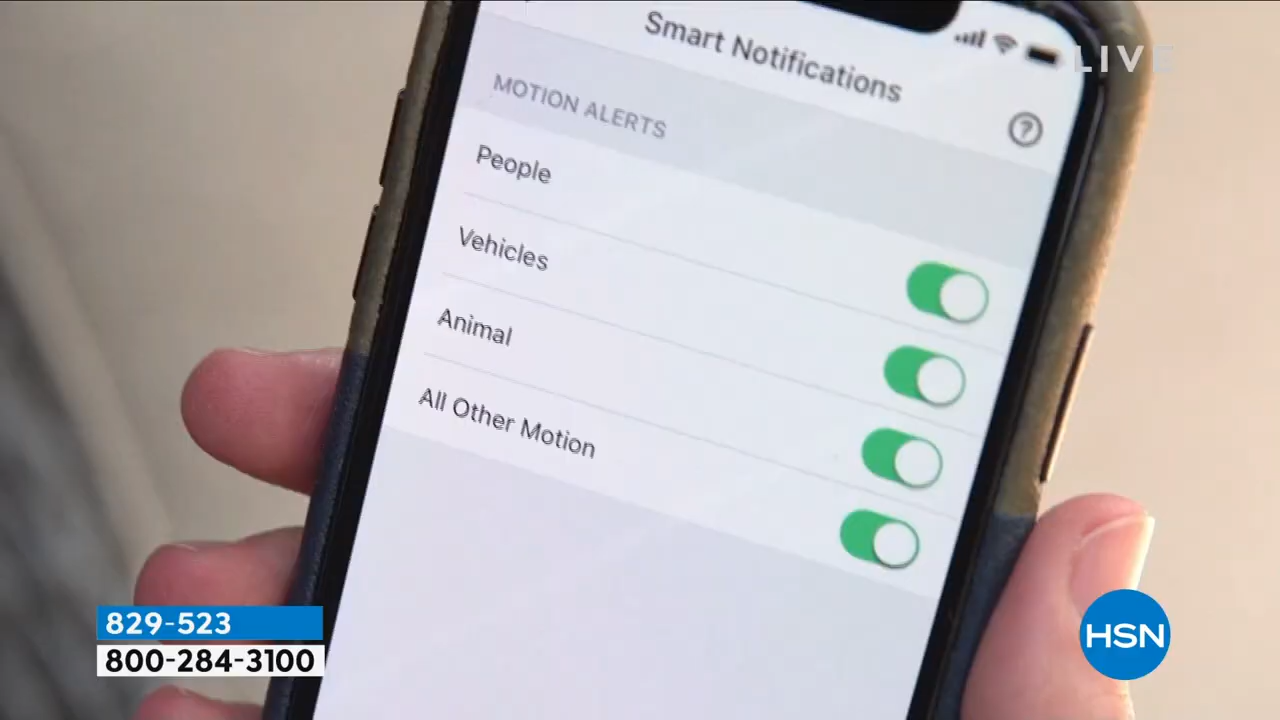 Smart Notifications
LIVE
?
MOTION ALERTS
People
Vehicles
Animal
All Other Motion
829-523
800-284-3100
HSN